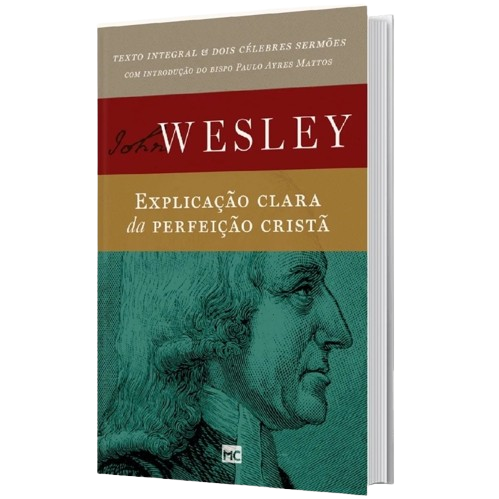 TEXTO INTEGRAL & DOIS CÉLEBRES SERMÕES
COM INTRODUÇÃO DO BISPO PAULO AYRES MATTOS
John WESLEY
EXPLICAÇÃO CLARA
da PERFEIÇÃO CRISTÃ
MC